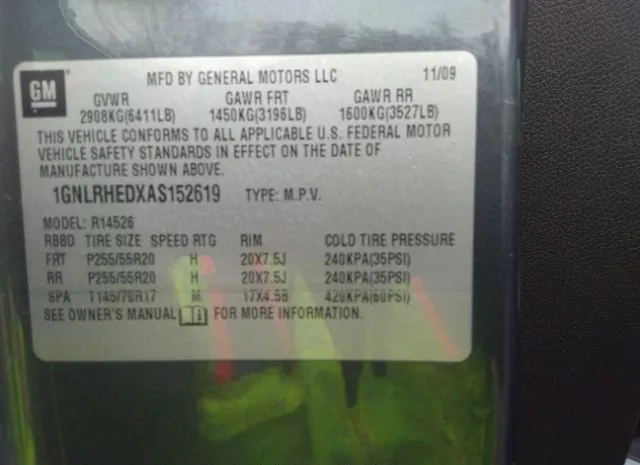 GM MFD BY GENERAL MOTORS LLC 11/09
GVWR GAWR FRT GAWR RR
2908KG(6411LB) 1450KG(3196LB) 1600KG(3527LB)
THIS VEHICLE CONFORMS TO ALL APPLICABLE U.S. FEDERAL MOTOR
VEHICLE SAFETY STANDARDS IN EFFECT ON THE DATE OF
MANUFACTURE SHOWN ABOVE.
1GNLRHEDXAS152619 TYPE: M.P.V.
MODEL: R14526
RBBD TIRE SIZE SPEED RTG RIM COLD TIRE PRESSURE
FRT P255/55R20 H 20X7.5J 240KPA(35PSI)
RR P255/55R20 H 20X7.5J 240KPA(35PSI)
SPA T145/70R17 M 17X4.5B 420KPA(60PSI)
SEE OWNER'S MANUAL FOR MORE INFORMATION.